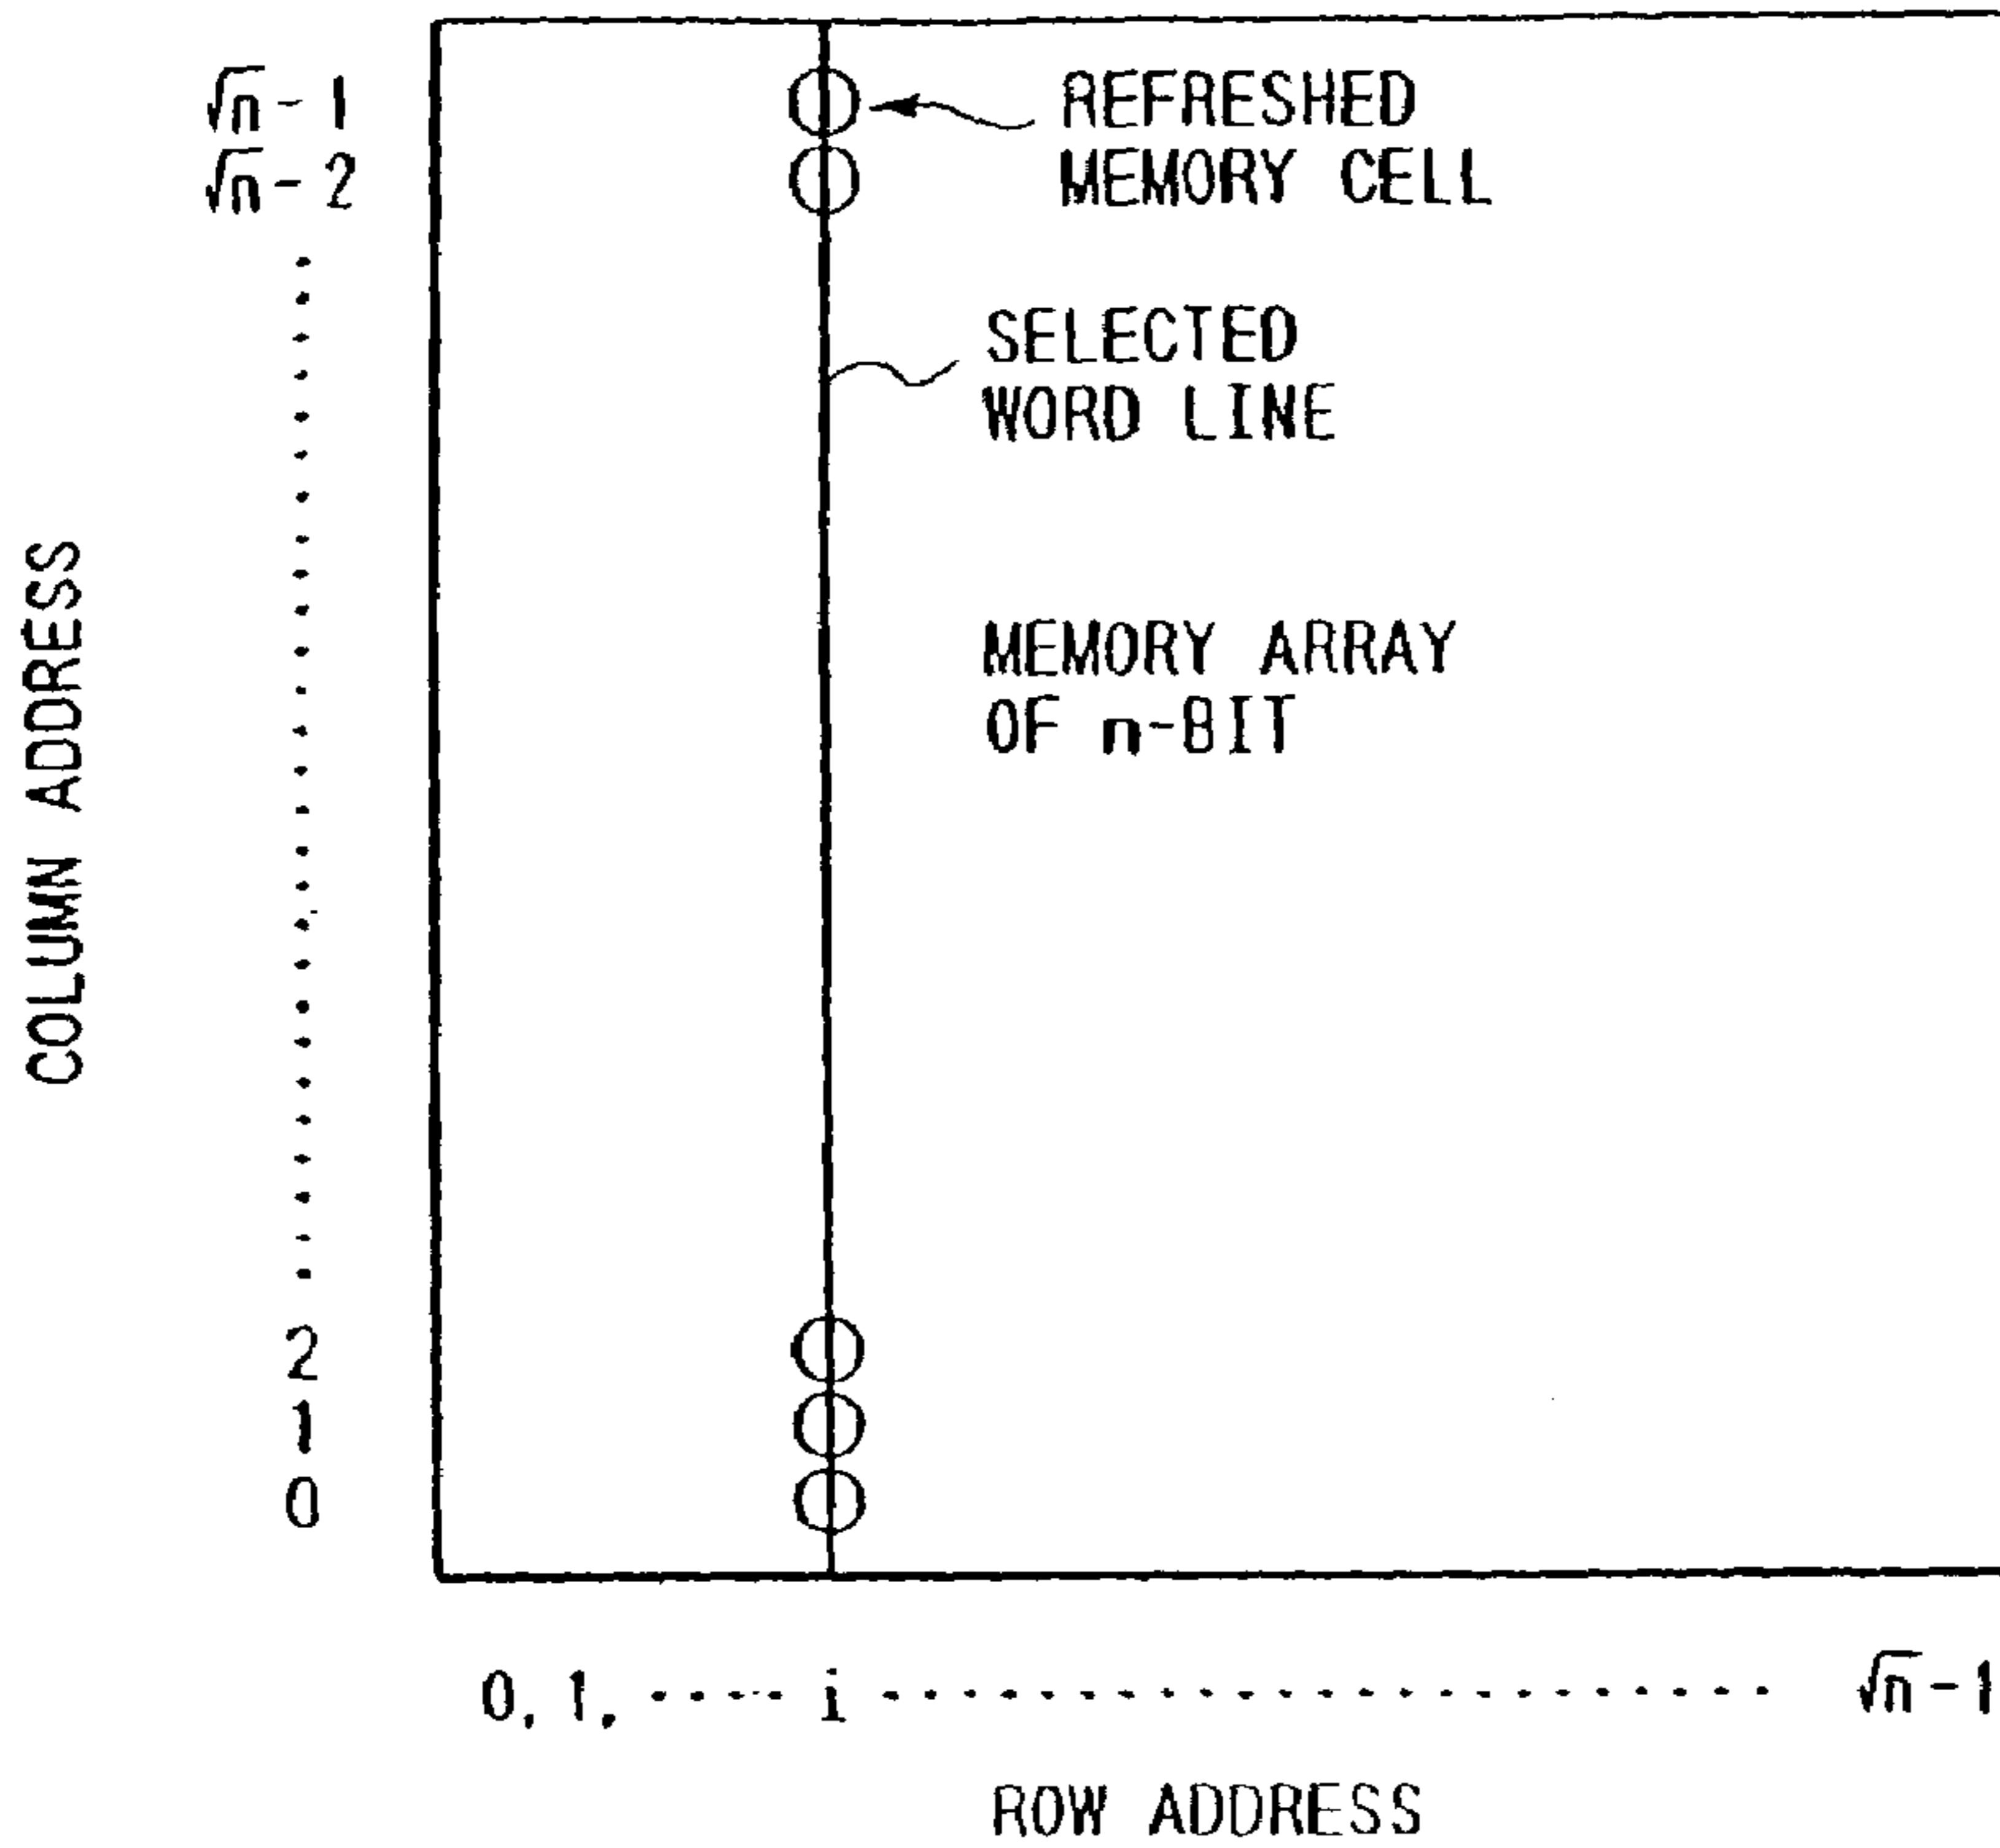 √n-1
REFRESHED
MEMORY CELL
√n-2
SELECTED
WORD LINE
MEMORY ARRAY
OF n-BIT
COLUMN ADDRESS
2
1
0
0, 1, ···· i ······················· √n-1
ROW ADDRESS